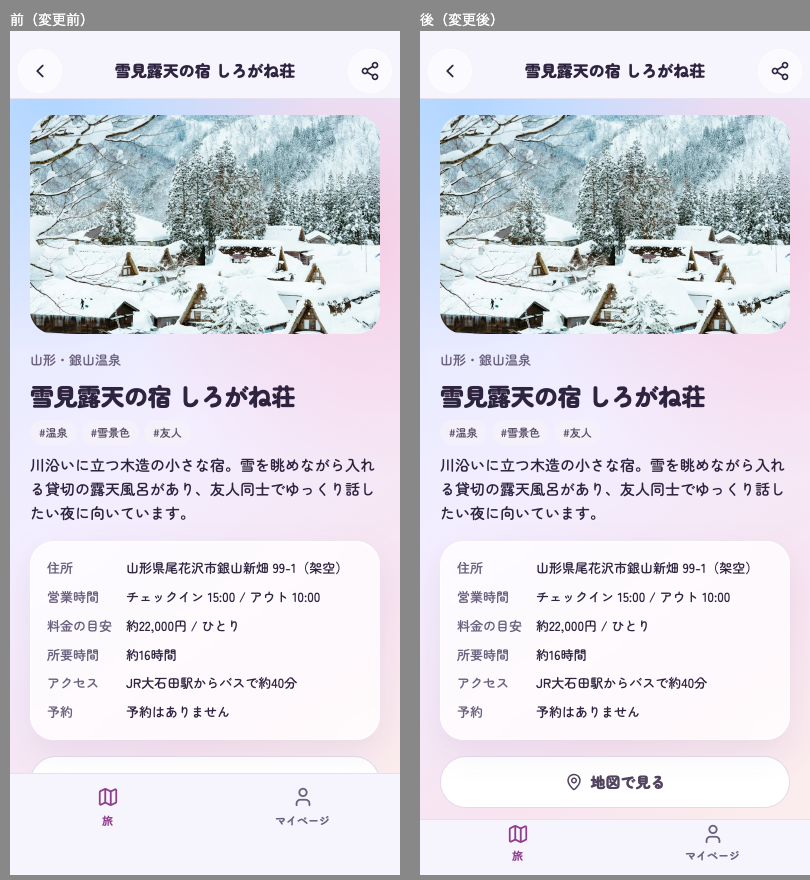 前（変更前）
雪見露天の宿 しろがね荘
山形・銀山温泉
雪見露天の宿 しろがね荘
#温泉 #雪景色 #友人
川沿いに立つ木造の小さな宿。雪を眺めながら入れ
る貸切の露天風呂があり、友人同士でゆっくり話し
たい夜に向いています。
住所 山形県尾花沢市銀山新畑 99-1（架空）
営業時間 チェックイン 15:00 / アウト 10:00
料金の目安 約22,000円 / ひとり
所要時間 約16時間
アクセス JR大石田駅からバスで約40分
予約 予約はありません
旅 マイページ
後（変更後）
雪見露天の宿 しろがね荘
山形・銀山温泉
雪見露天の宿 しろがね荘
#温泉 #雪景色 #友人
川沿いに立つ木造の小さな宿。雪を眺めながら入れ
る貸切の露天風呂があり、友人同士でゆっくり話し
たい夜に向いています。
住所 山形県尾花沢市銀山新畑 99-1（架空）
営業時間 チェックイン 15:00 / アウト 10:00
料金の目安 約22,000円 / ひとり
所要時間 約16時間
アクセス JR大石田駅からバスで約40分
予約 予約はありません
地図で見る
旅 マイページ